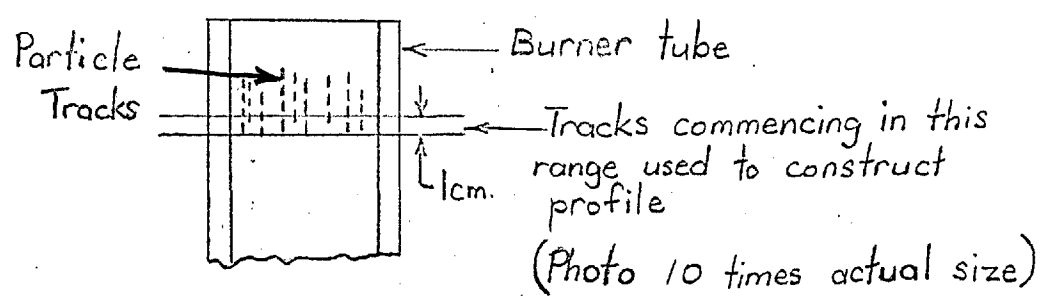 Particle
Tracks
Burner tube
Tracks commencing in this
range used to construct
profile
1cm.
(Photo 10 times actual size)